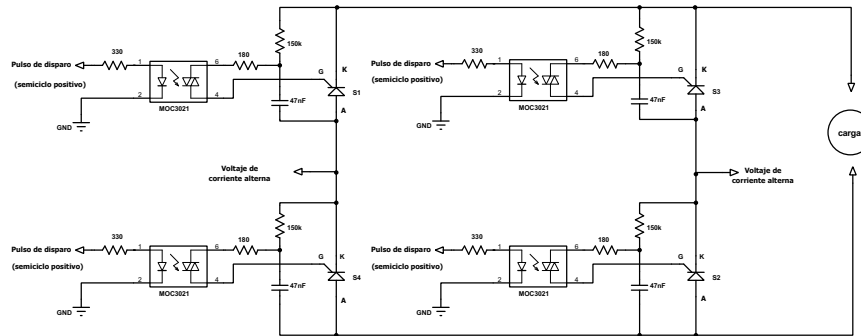 330
180
150k
Pulso de disparo
(semiciclo positivo)
1
6
2
4
MOC3021
G
K
A
S1
47nF
GND
330
180
150k
Pulso de disparo
(semiciclo positivo)
1
6
2
4
MOC3021
G
K
A
S3
47nF
GND
carga
Voltaje de
corriente alterna
Voltaje de
corriente alterna
330
180
150k
Pulso de disparo
(semiciclo positivo)
1
6
2
4
MOC3021
G
K
A
S4
47nF
GND
330
180
150k
Pulso de disparo
(semiciclo positivo)
1
6
2
4
MOC3021
G
K
A
S2
47nF
GND